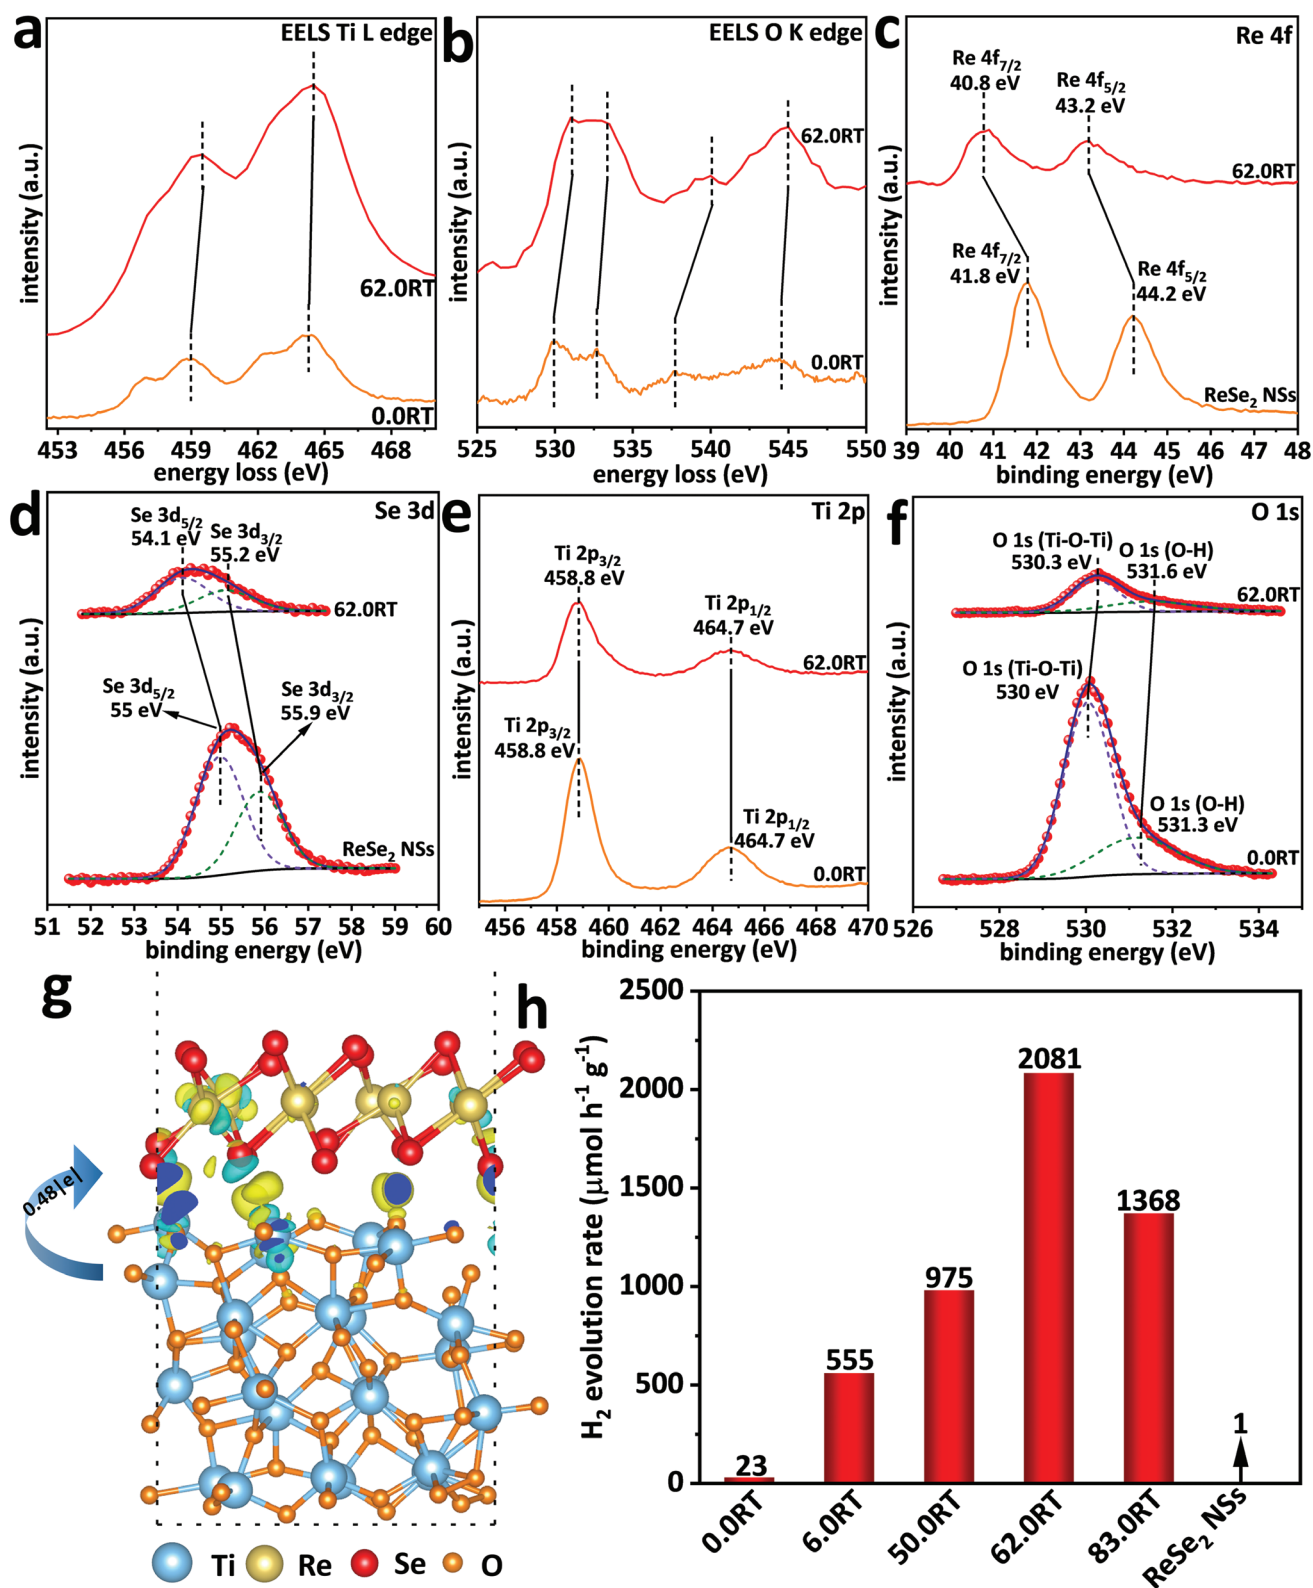 a
EELS Ti L edge
intensity (a.u.)
62.0RT
0.0RT
453 456 459 462 465 468
energy loss (eV)
b
EELS O K edge
intensity (a.u.)
62.0RT
0.0RT
525 530 535 540 545 550
energy loss (eV)
c
Re 4f
intensity (a.u.)
Re 4f7/2
40.8 eV
Re 4f5/2
43.2 eV
62.0RT
Re 4f7/2
41.8 eV
Re 4f5/2
44.2 eV
ReSe2 NSs
39 40 41 42 43 44 45 46 47 48
binding energy (eV)
d
Se 3d
intensity (a.u.)
Se 3d5/2
54.1 eV
Se 3d3/2
55.2 eV
62.0RT
Se 3d5/2
55 eV
Se 3d3/2
55.9 eV
ReSe2 NSs
51 52 53 54 55 56 57 58 59 60
binding energy (eV)
e
Ti 2p
intensity (a.u.)
Ti 2p3/2
458.8 eV
Ti 2p1/2
464.7 eV
62.0RT
Ti 2p3/2
458.8 eV
Ti 2p1/2
464.7 eV
0.0RT
456 458 460 462 464 466 468 470
binding energy (eV)
f
O 1s
intensity (a.u.)
O 1s (Ti-O-Ti)
530.3 eV
O 1s (O-H)
531.6 eV
62.0RT
O 1s (Ti-O-Ti)
530 eV
O 1s (O-H)
531.3 eV
0.0RT
526 528 530 532 534
binding energy (eV)
g
0.48|e|
Ti Re Se O
h
H2 evolution rate (μmol h-1 g-1)
2500
2000
1500
1000
500
0
23
555
975
2081
1368
1
0.0RT
6.0RT
50.0RT
62.0RT
83.0RT
ReSe2 NSs